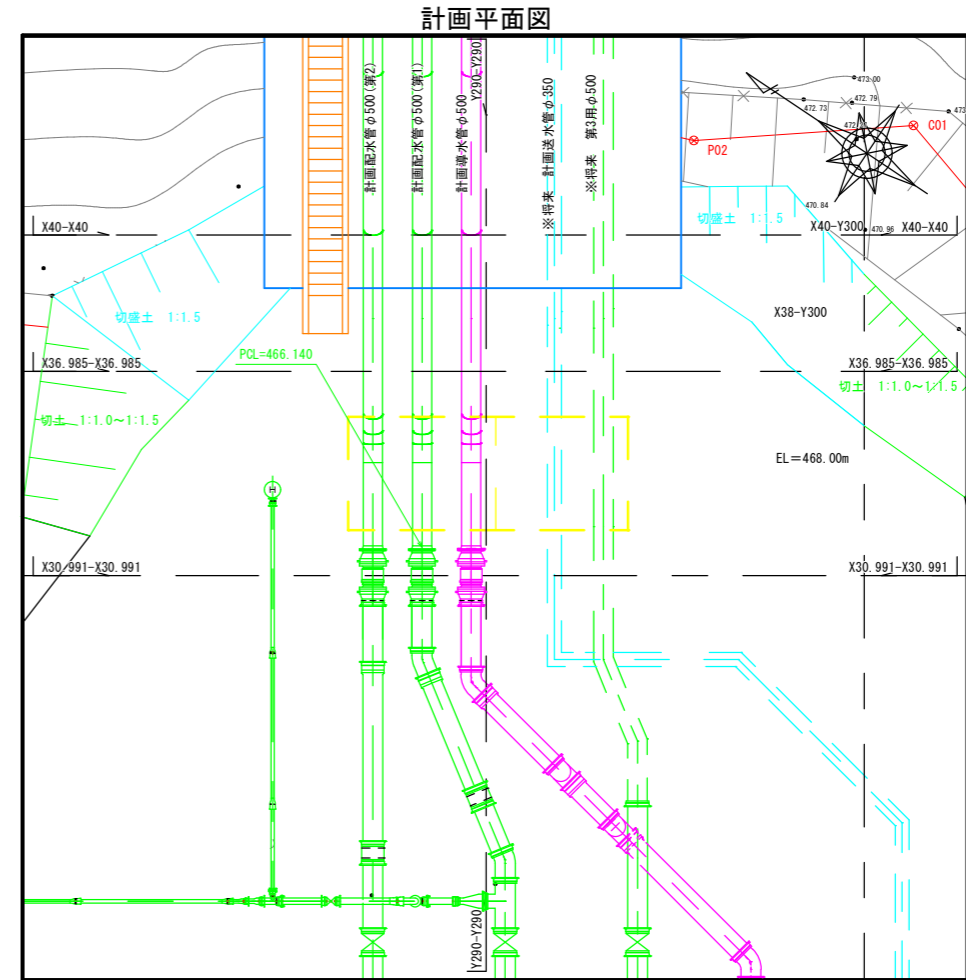 計画平面図
計画配水管φ500(第2)
計画配水管φ500(第1)
計画導水管φ500
Y290-Y290
※将来 計画送水管φ350
※将来 第3用φ500
473.00
472.79
472.73
473
P02
C01
470.84
470.96
X40-X40
切盛土 1:1.5
X40-Y300
X40-X40
切盛土 1:1.5
X38-Y300
PCL=466.140
X36.985-X36.985
X36.985-X36.985
切土 1:1.0～1:1.5
切土 1:1.0～1:1.5
EL=468.00m
H
X30.991-X30.991
X30.991-X30.991
Y290-Y290